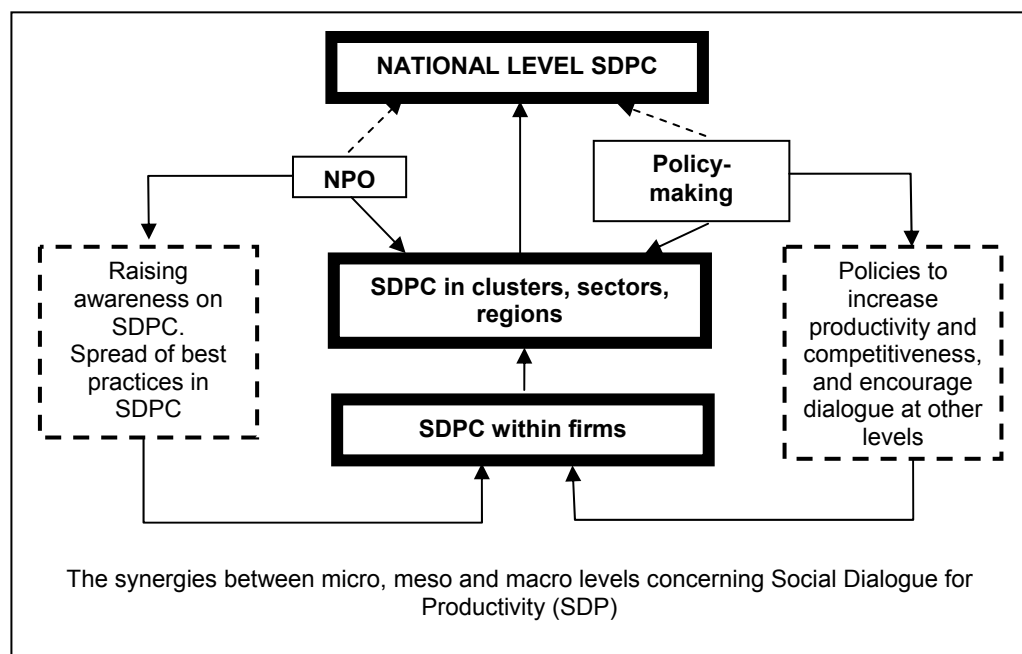 NATIONAL LEVEL SDPC
NPO
Policy-
making
SDPC in clusters, sectors,
regions
Raising
awareness on
SDPC.
Spread of best
practices in
SDPC
Policies to
increase
productivity and
competitiveness,
and encourage
dialogue at other
levels
SDPC within firms
The synergies between micro, meso and macro levels concerning Social Dialogue for
Productivity (SDP)